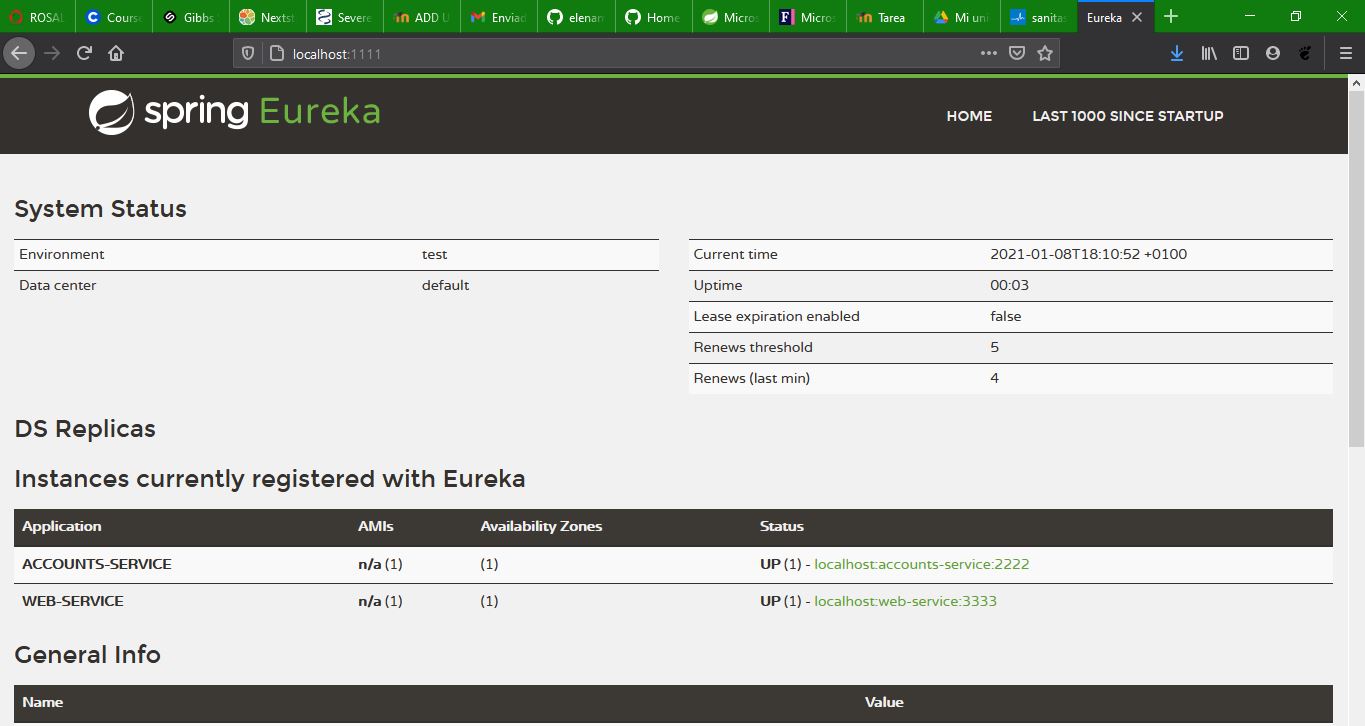 ROSAL
Course
Gibbs
Nextst
Severe
ADD U
Enviad
elenam
Home
Micros
Micros
Tarea
Mi uni
sanitas
Eureka
localhost:1111
spring Eureka
HOME
LAST 1000 SINCE STARTUP
System Status
Environment test
Data center default
Current time 2021-01-08T18:10:52 +0100
Uptime 00:03
Lease expiration enabled false
Renews threshold 5
Renews (last min) 4
DS Replicas
Instances currently registered with Eureka
Application AMIs Availability Zones Status
ACCOUNTS-SERVICE n/a (1) (1) UP (1) - localhost:accounts-service:2222
WEB-SERVICE n/a (1) (1) UP (1) - localhost:web-service:3333
General Info
Name Value